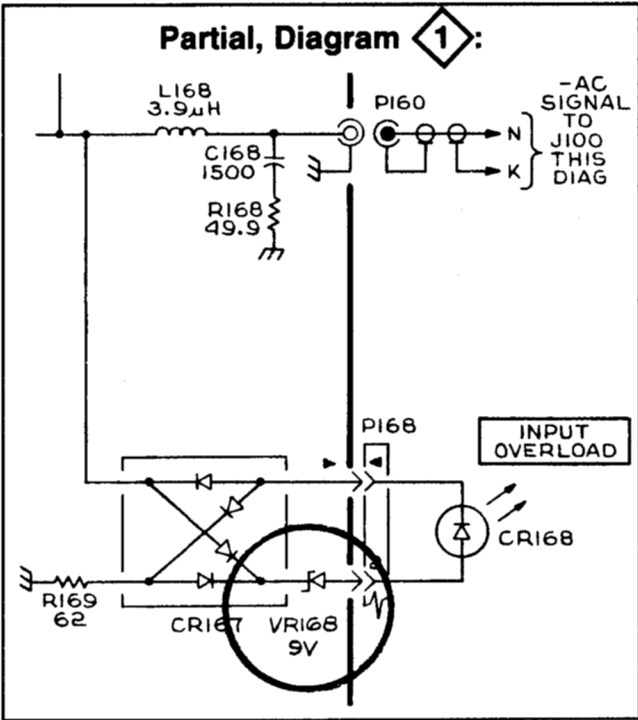 Partial, Diagram 1:
L168
3.9µH
P160
-AC
SIGNAL
TO
J100
THIS
DIAG
N
K
C168
1500
R168
49.9
P168
INPUT
OVERLOAD
CR168
2
R169
62
CR167
VR168
9V